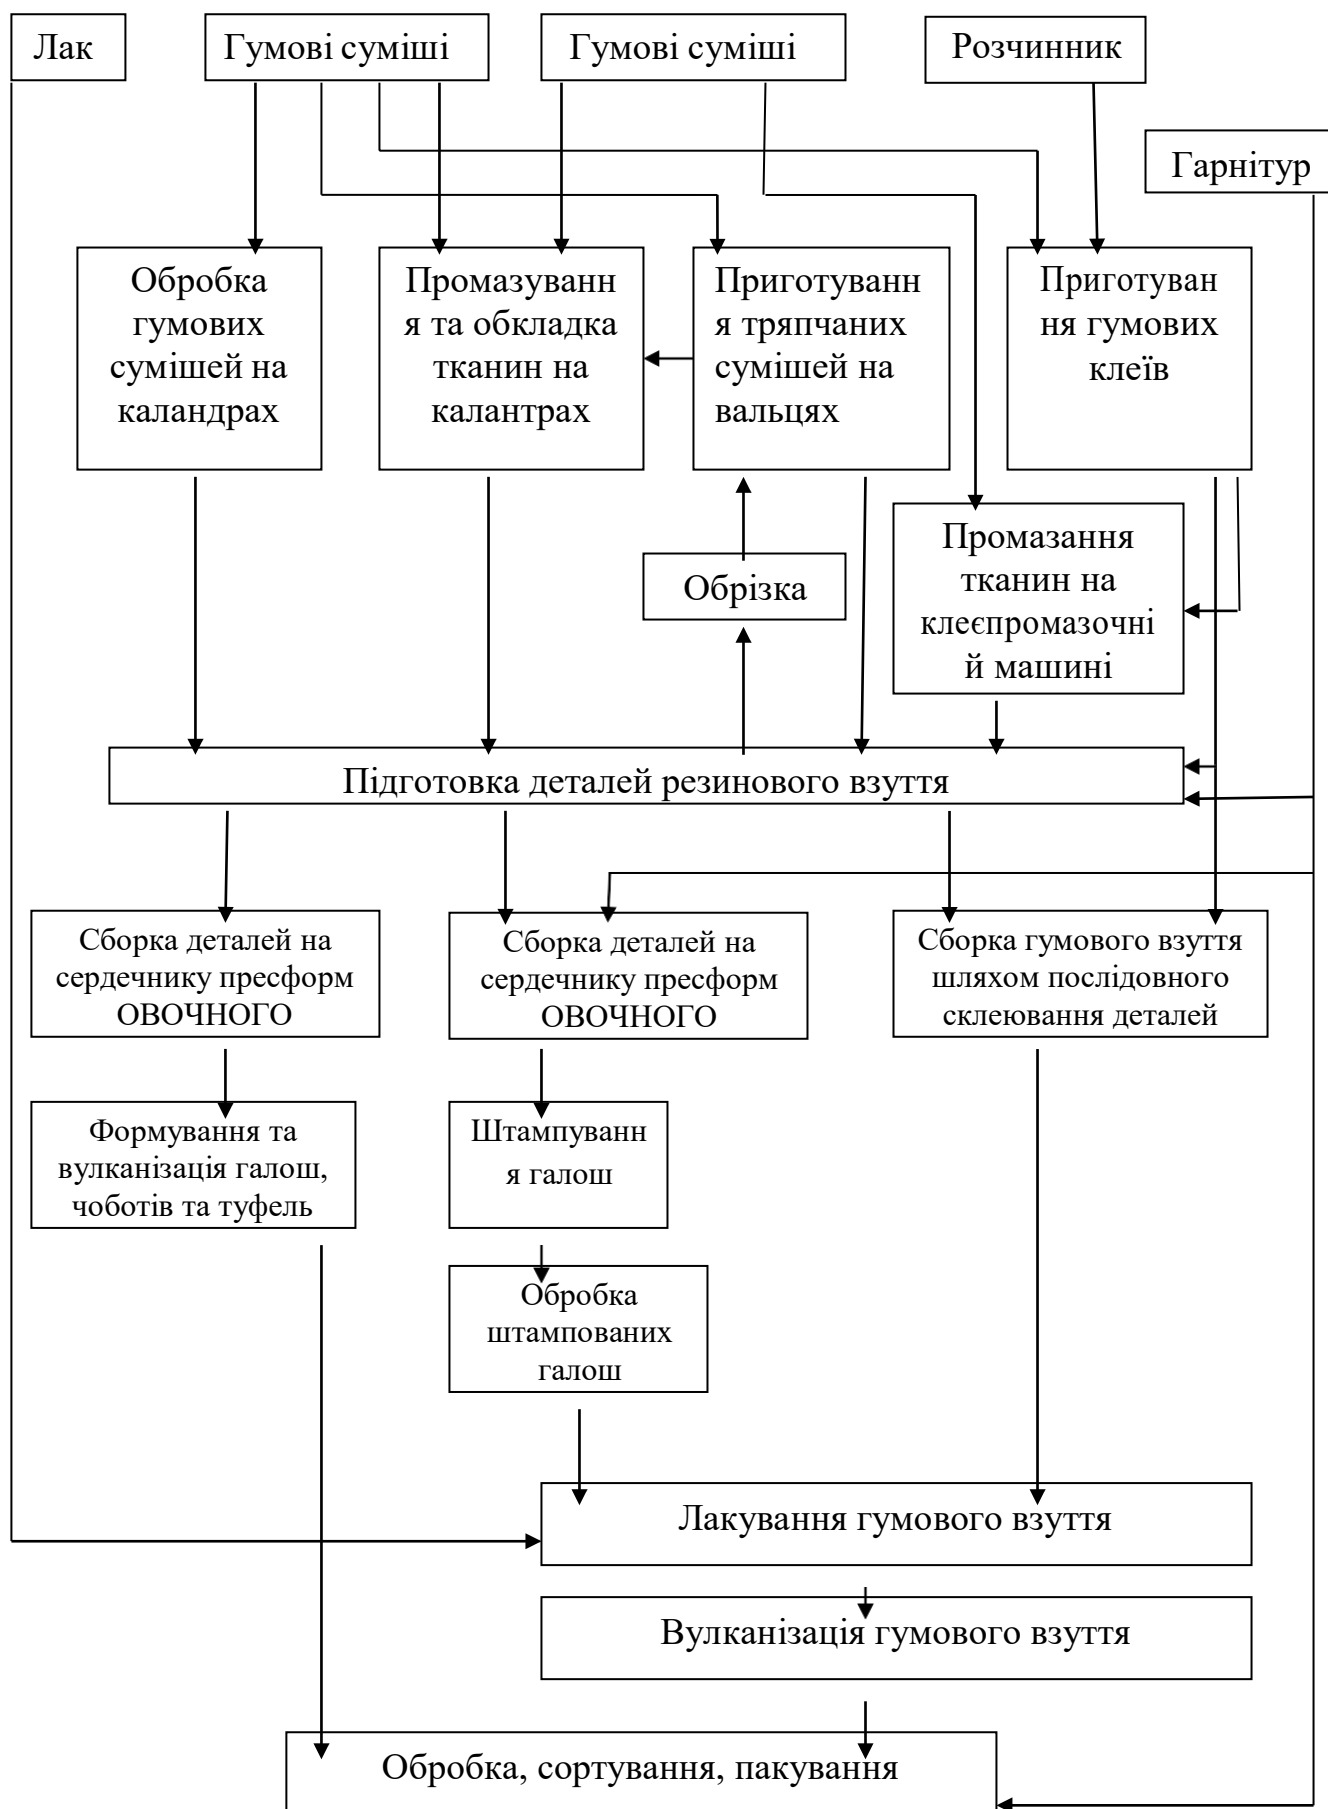 Лак
Гумові суміші
Гумові суміші
Розчинник
Гарнітур
Обробка
гумових
сумішей на
каландрах
Промазуванн
я та обкладка
тканин на
калантрах
Приготуванн
я тряпчаних
сумішей на
вальцях
Приготуван
ня гумових
клеїв
Обрізка
Промазання
тканин на
клеєпромазочні
й машині
Підготовка деталей резинового взуття
Сборка деталей на
сердечнику пресформ
ОВОЧНОГО
Сборка деталей на
сердечнику пресформ
ОВОЧНОГО
Сборка гумового взуття
шляхом послідовного
склеювання деталей
Формування та
вулканізація галош,
чоботів та туфель
Штампуванн
я галош
Обробка
штампованих
галош
Лакування гумового взуття
Вулканізація гумового взуття
Обробка, сортування, пакування